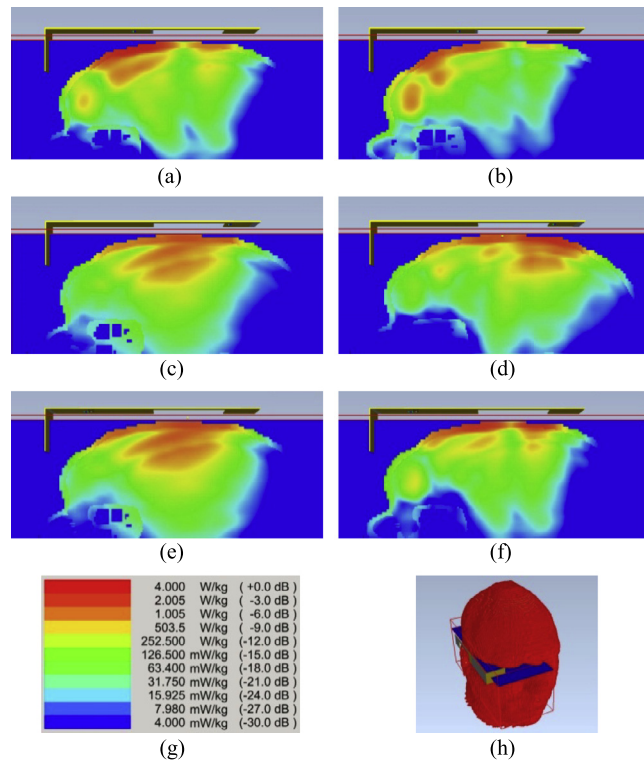 (a)
(b)
(c)
(d)
(e)
(f)
4.000 W/kg ( +0.0 dB )
2.005 W/kg ( -3.0 dB )
1.005 W/kg ( -6.0 dB )
503.5 W/kg ( -9.0 dB )
252.500 W/kg (-12.0 dB )
126.500 mW/kg (-15.0 dB )
63.400 mW/kg (-18.0 dB )
31.750 mW/kg (-21.0 dB )
15.925 mW/kg (-24.0 dB )
7.980 mW/kg (-27.0 dB )
4.000 mW/kg (-30.0 dB )
(g)
(h)